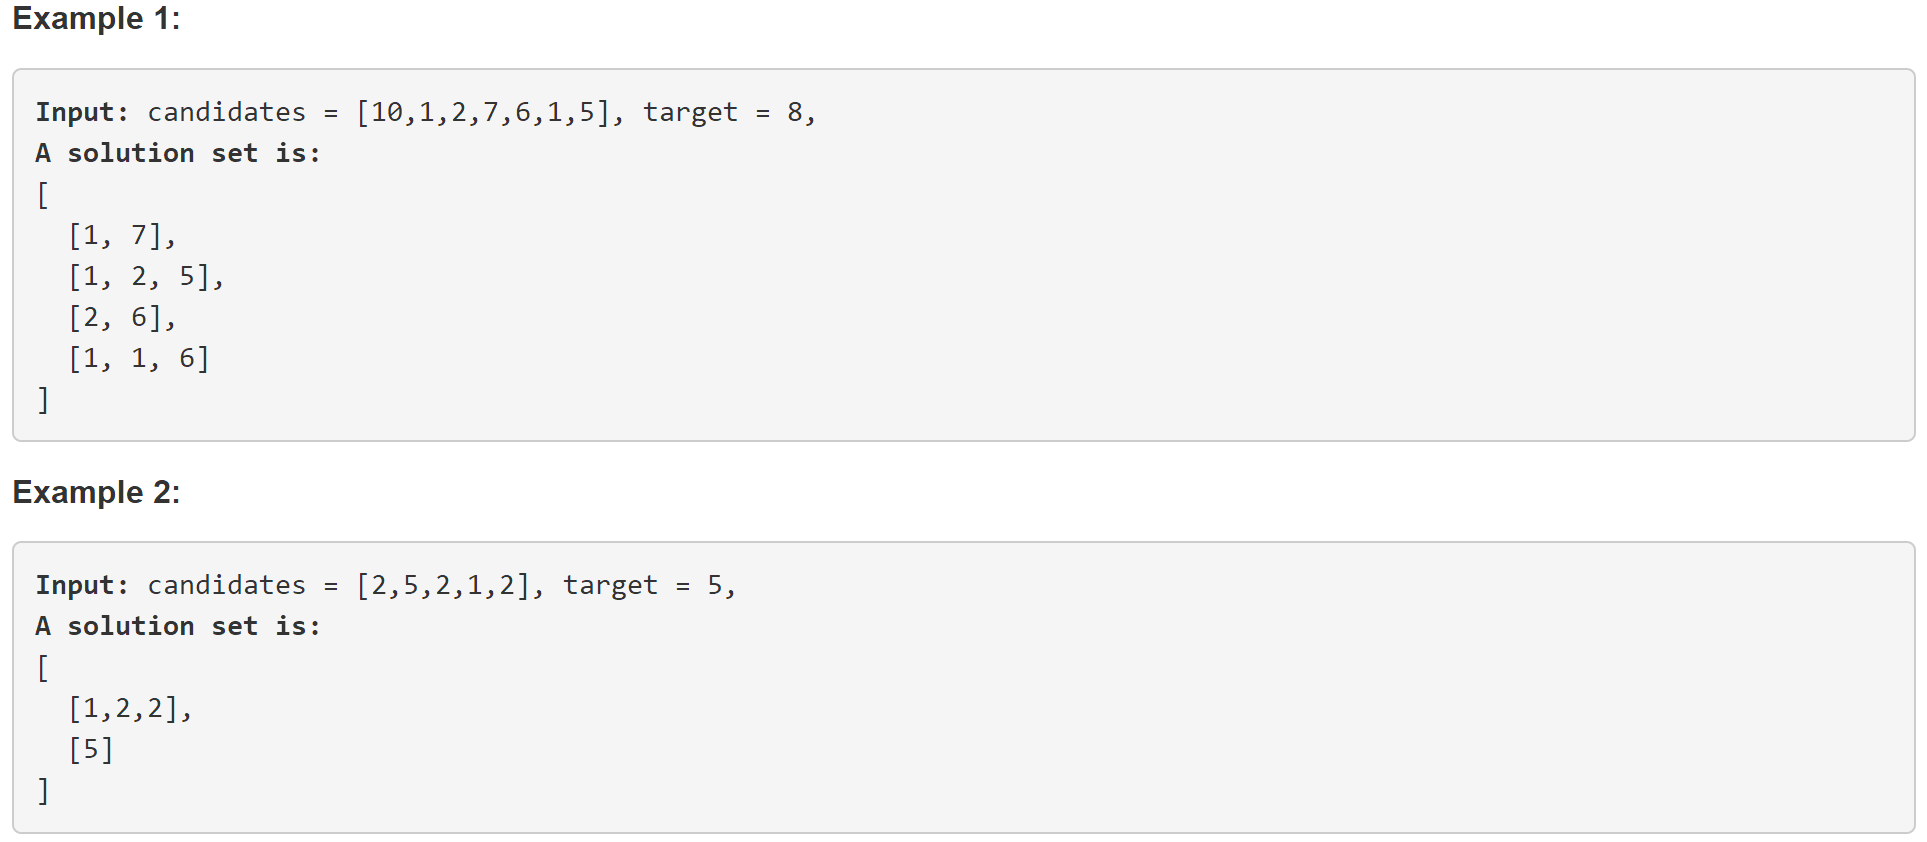 Example 1:
Input: candidates = [10,1,2,7,6,1,5], target = 8,
A solution set is:
[
  [1, 7],
  [1, 2, 5],
  [2, 6],
  [1, 1, 6]
]
Example 2:
Input: candidates = [2,5,2,1,2], target = 5,
A solution set is:
[
  [1,2,2],
  [5]
]